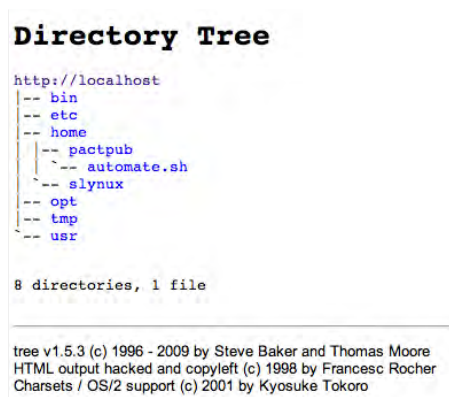 Directory Tree
http://localhost
|-- bin
|-- etc
|-- home
|   |-- pactpub
|   |   `-- automate.sh
|   `-- slynux
|-- opt
|-- tmp
`-- usr
8 directories, 1 file
tree v1.5.3 (c) 1996 - 2009 by Steve Baker and Thomas Moore
HTML output hacked and copyleft (c) 1998 by Francesc Rocher
Charsets / OS/2 support (c) 2001 by Kyosuke Tokoro